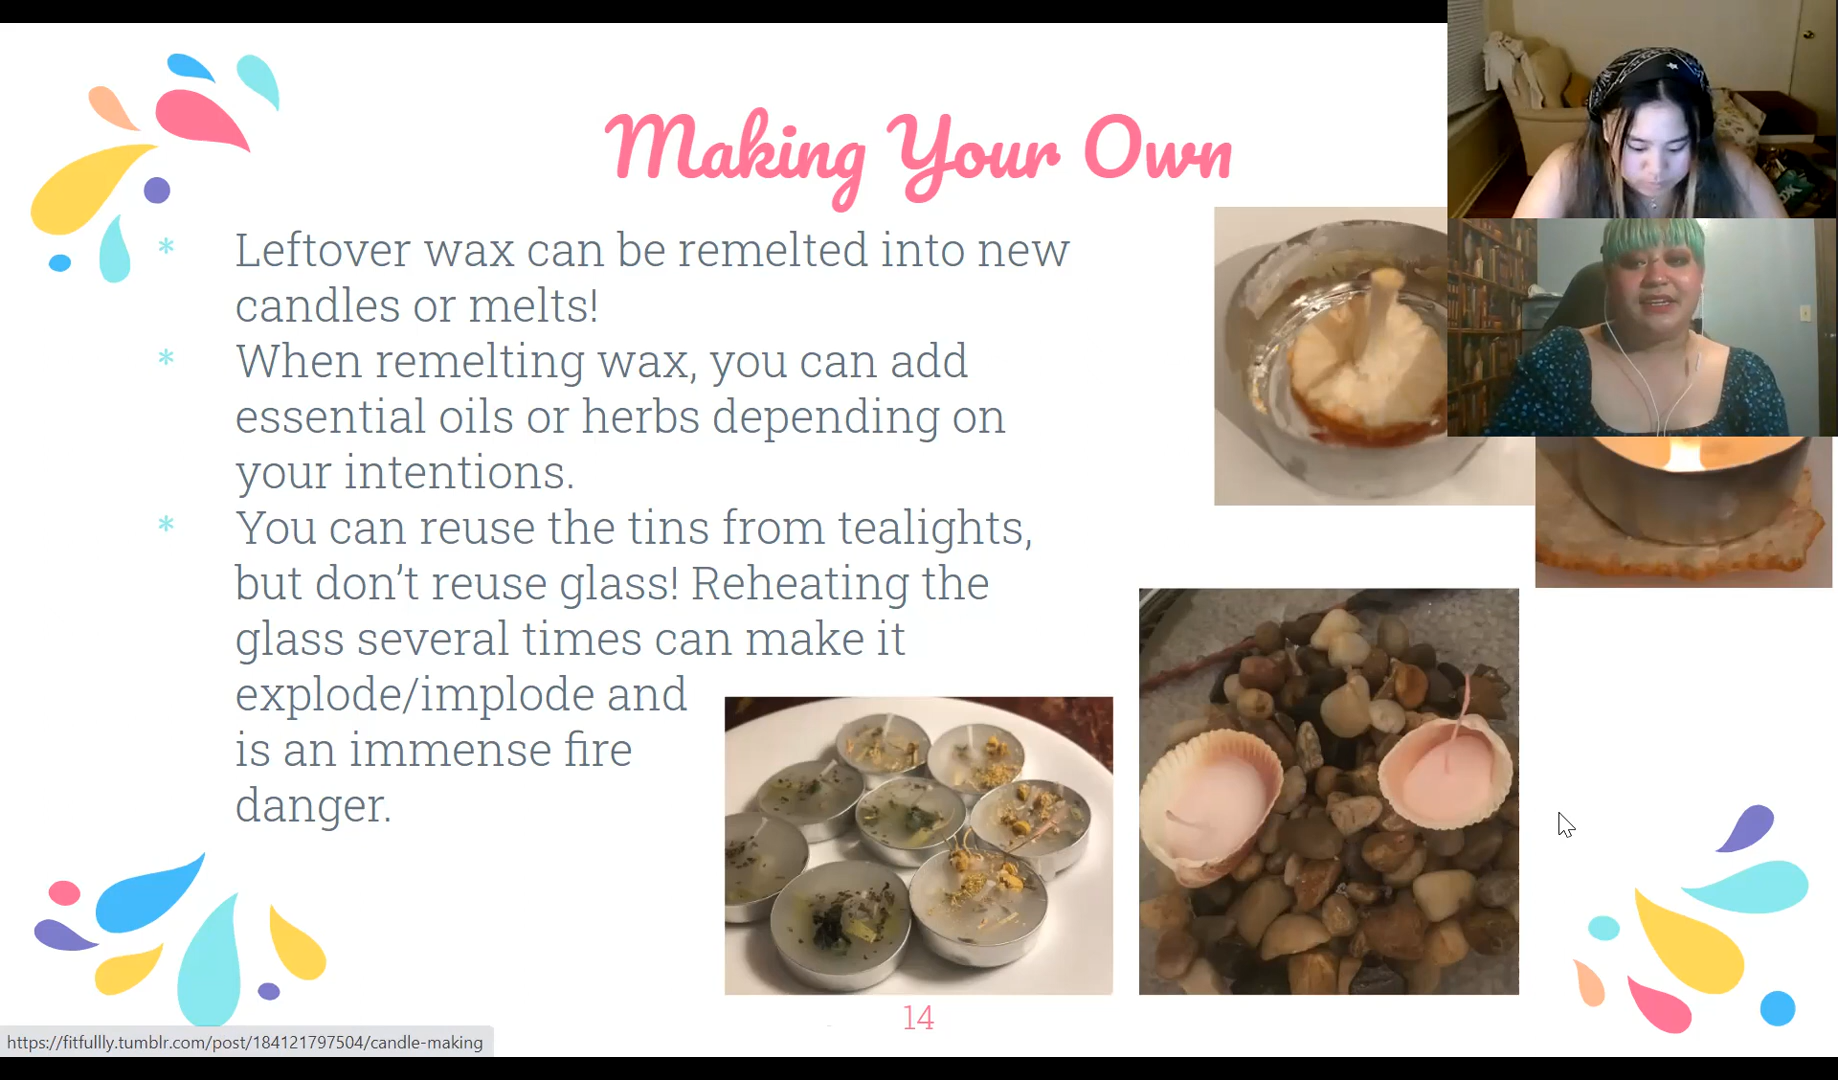 Making Your Own
* Leftover wax can be remelted into new
candles or melts!
* When remelting wax, you can add
essential oils or herbs depending on
your intentions.
* You can reuse the tins from tealights,
but don’t reuse glass! Reheating the
glass several times can make it
explode/implode and
is an immense fire
danger.
14
https://fitfullly.tumblr.com/post/184121797504/candle-making